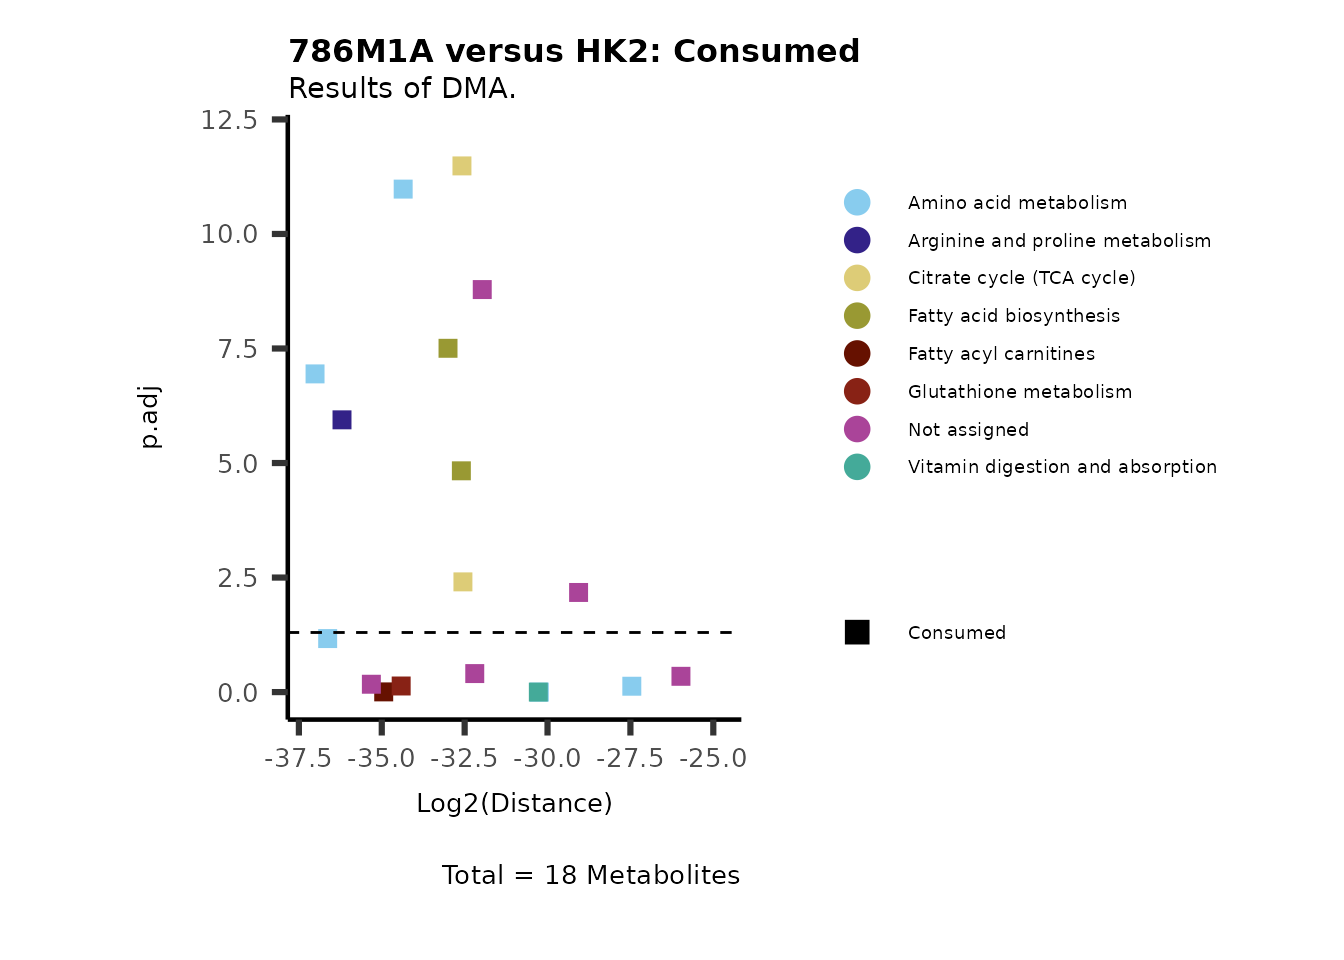 786M1A versus HK2: Consumed
Results of DMA.
12.5
10.0
7.5
5.0
2.5
0.0
p.adj
-37.5 -35.0 -32.5 -30.0 -27.5 -25.0
Log2(Distance)
Amino acid metabolism
Arginine and proline metabolism
Citrate cycle (TCA cycle)
Fatty acid biosynthesis
Fatty acyl carnitines
Glutathione metabolism
Not assigned
Vitamin digestion and absorption
Consumed
Total = 18 Metabolites